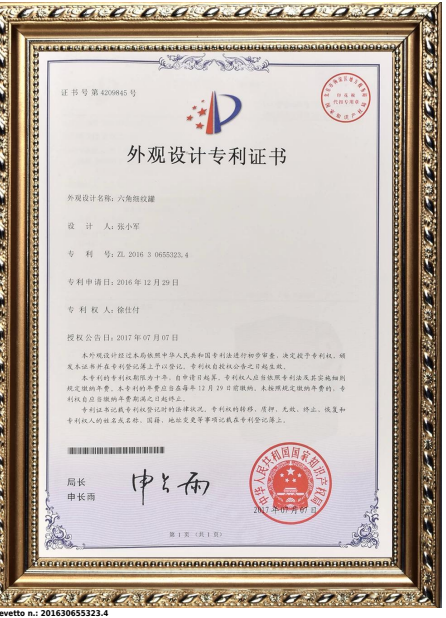 证书号第4209845号
外观设计专利证书
外观设计名称：六角细纹罐
设 计 人：张小军
专 利 号：ZL 2016 3 0655323.4
专利申请日：2016年12月29日
专 利 权 人：徐仕付
授权公告日：2017年07月07日
本外观设计经过本局依照中华人民共和国专利法进行初步审查，决定授予专利权，颁
发本证书并在专利登记簿上予以登记。专利权自授权公告之日起生效。
本专利的专利权期限为十年，自申请日起算。专利权人应当依照专利法及其实施细则
规定缴纳年费。本专利的年费应当在每年12月29日前缴纳。未按照规定缴纳年费的，专
利权自应当缴纳年费期满之日起终止。
专利证书记载专利权登记时的法律状况。专利权的转移、质押、无效、终止、恢复和
专利权人的姓名或名称、国籍、地址变更等事项记载在专利登记簿上。
局长
申长雨
申长雨
中华人民共和国国家知识产权局
2017年07月07日
第1页（共1页）
evetto n.: 201630655323.4